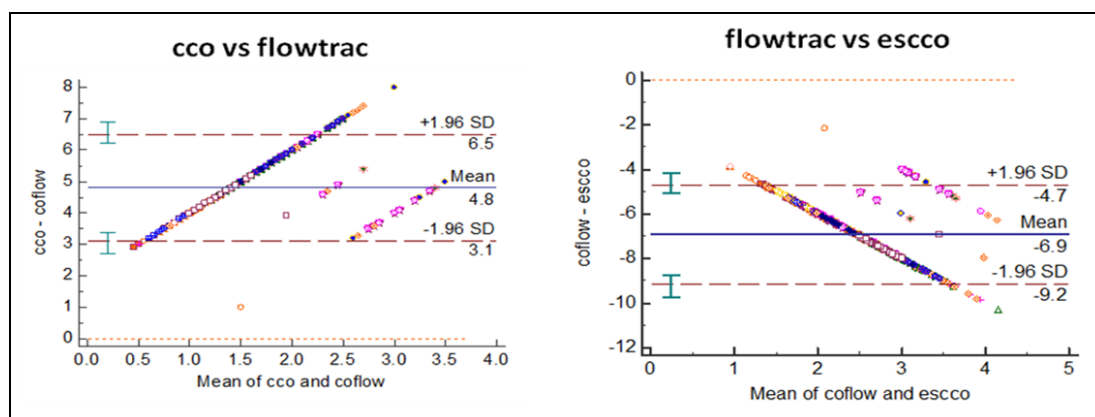 cco vs flowtrac
8
7
6
5
4
3
2
1
0
cco - coflow
+1.96 SD
6.5
Mean
4.8
-1.96 SD
3.1
0.0 0.5 1.0 1.5 2.0 2.5 3.0 3.5 4.0
Mean of cco and coflow
flowtrac vs escco
0
-2
-4
-6
-8
-10
-12
coflow - escco
+1.96 SD
-4.7
Mean
-6.9
-1.96 SD
-9.2
0 1 2 3 4 5
Mean of coflow and escco